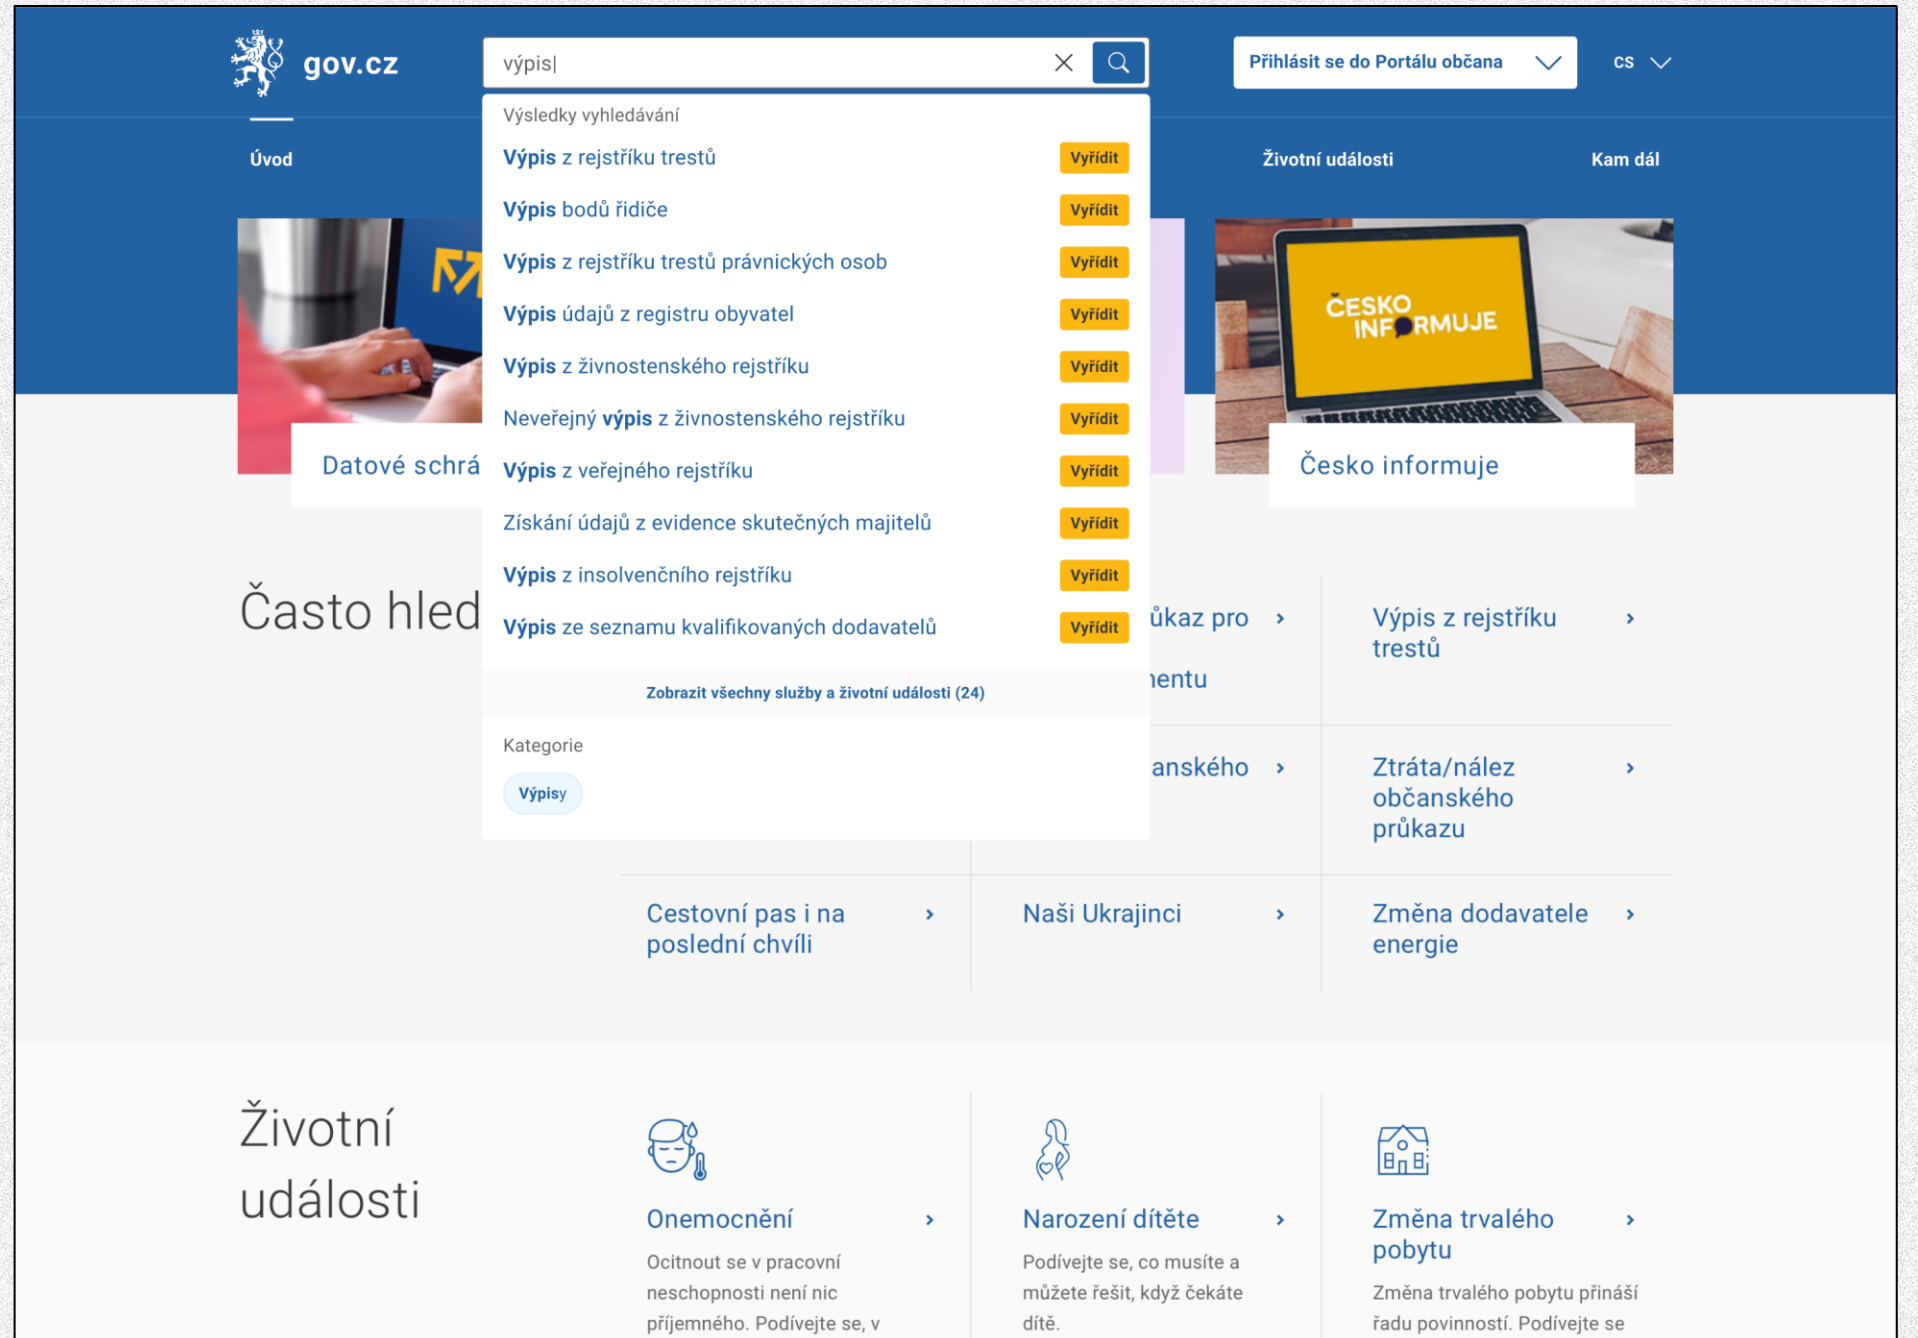 gov.cz
výpis
Přihlásit se do Portálu občana
CS
Úvod
Životní události
Kam dál
Výsledky vyhledávání
Výpis z rejstříku trestů
Vyřídit
Výpis bodů řidiče
Vyřídit
Výpis z rejstříku trestů právnických osob
Vyřídit
Výpis údajů z registru obyvatel
Vyřídit
Výpis z živnostenského rejstříku
Vyřídit
Neveřejný výpis z živnostenského rejstříku
Vyřídit
Výpis z veřejného rejstříku
Vyřídit
Získání údajů z evidence skutečných majitelů
Vyřídit
Výpis z insolvenčního rejstříku
Vyřídit
Výpis ze seznamu kvalifikovaných dodavatelů
Vyřídit
Zobrazit všechny služby a životní události (24)
Kategorie
Výpisy
Datové schrá
ČESKO
INFORMUJE
Česko informuje
Často hled
ůkaz pro
entu
Výpis z rejstříku
trestů
anského
Ztráta/nález
občanského
průkazu
Cestovní pas i na
poslední chvíli
Naši Ukrajinci
Změna dodavatele
energie
Životní
události
Onemocnění
Ocitnout se v pracovní
neschopnosti není nic
příjemného. Podívejte se, v
Narození dítěte
Podívejte se, co musíte a
můžete řešit, když čekáte
dítě.
Změna trvalého
pobytu
Změna trvalého pobytu přináší
řadu povinností. Podívejte se